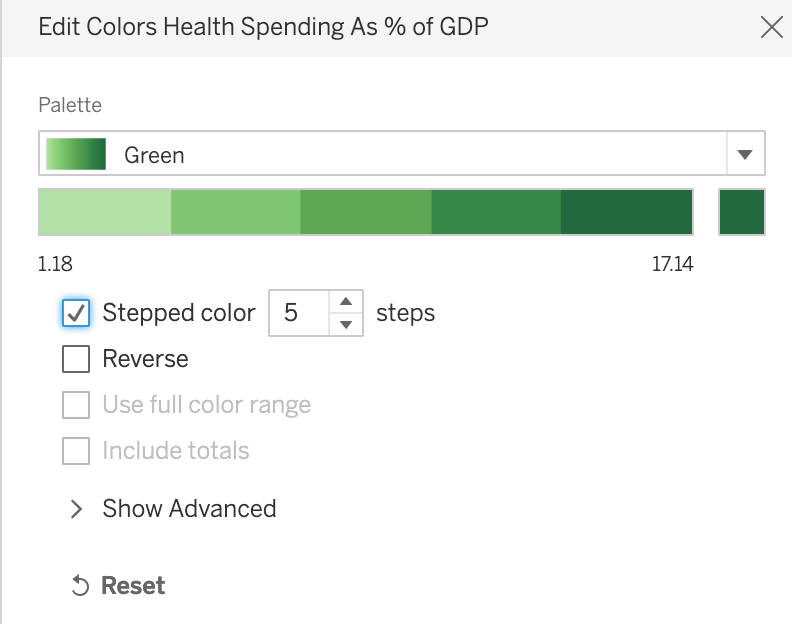 Edit Colors Health Spending As % of GDP
Palette
Green
1.18 17.14
Stepped color 5 steps
Reverse
Use full color range
Include totals
Show Advanced
Reset